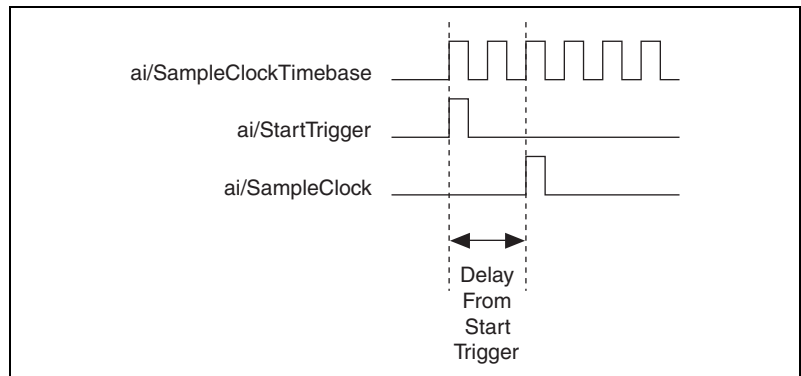 ai/SampleClockTimebase
ai/StartTrigger
ai/SampleClock
Delay
From
Start
Trigger